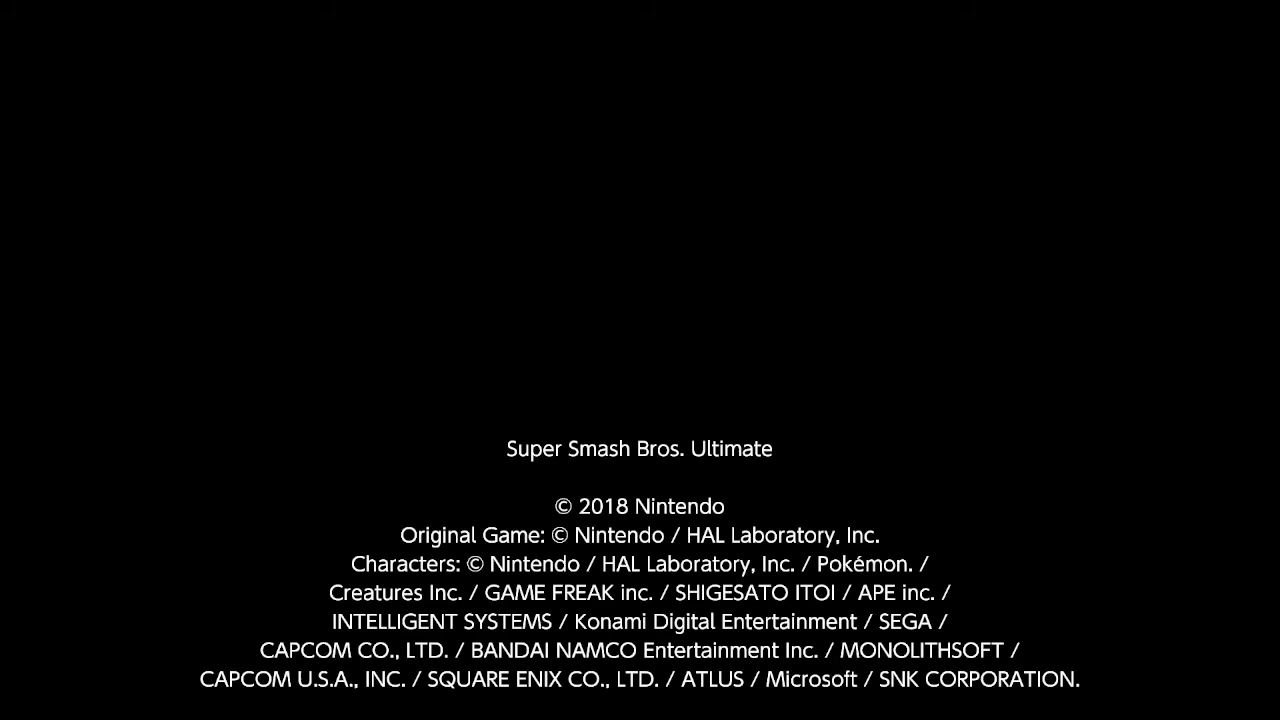 Super Smash Bros. Ultimate
© 2018 Nintendo
Original Game: © Nintendo / HAL Laboratory, Inc.
Characters: © Nintendo / HAL Laboratory, Inc. / Pokémon. /
Creatures Inc. / GAME FREAK inc. / SHIGESATO ITOI / APE inc. /
INTELLIGENT SYSTEMS / Konami Digital Entertainment / SEGA /
CAPCOM CO., LTD. / BANDAI NAMCO Entertainment Inc. / MONOLITHSOFT /
CAPCOM U.S.A., INC. / SQUARE ENIX CO., LTD. / ATLUS / Microsoft / SNK CORPORATION.